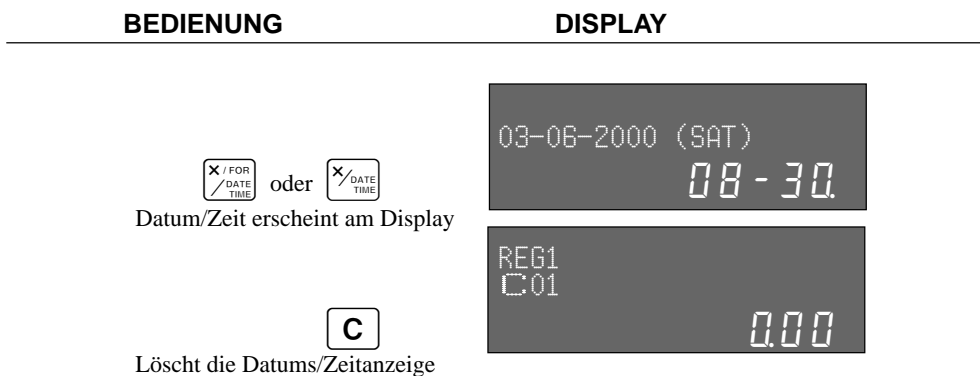 BEDIENUNG DISPLAY
03-06-2000 (SAT)
08-30.
X / FOR
/ DATE
TIME
oder
X / DATE
TIME
Datum/Zeit erscheint am Display
REG1
C01
0.00
C
Löscht die Datums/Zeitanzeige